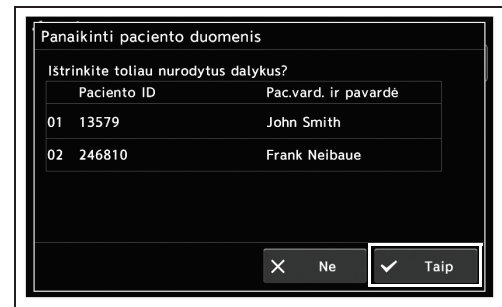 Panaikinti paciento duomenis
Ištrinkite toliau nurodytus dalykus?
Paciento ID Pac.vard. ir pavardė
01 13579 John Smith
02 246810 Frank Neibaue
Ne Taip